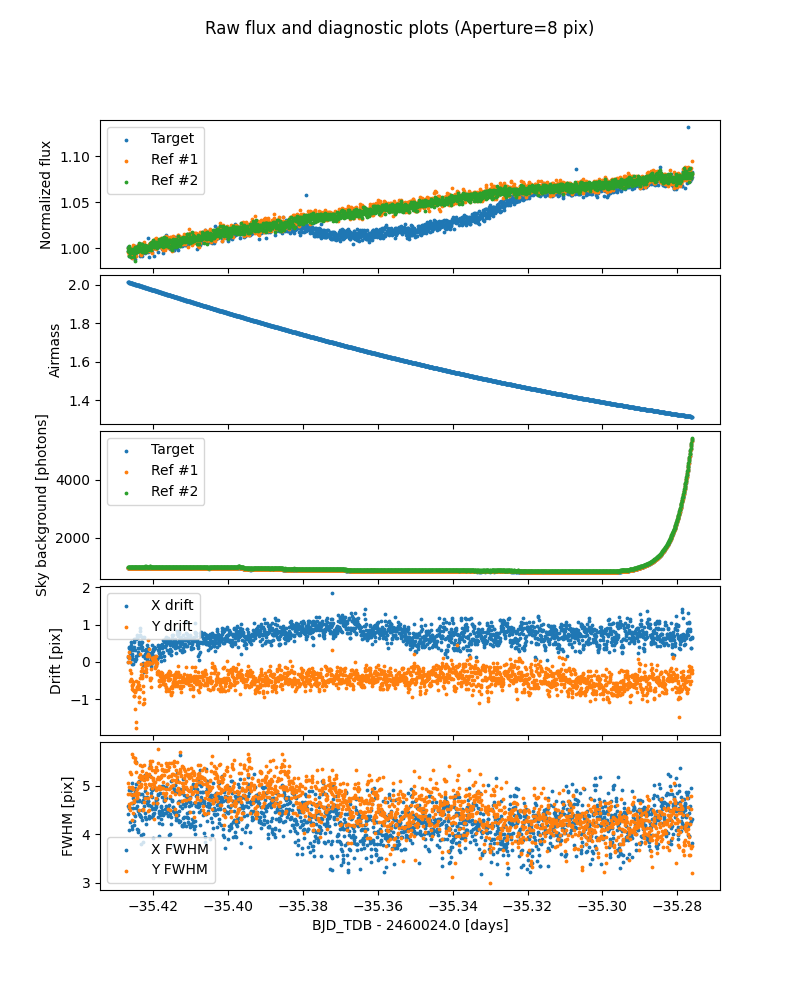 Raw flux and diagnostic plots (Aperture=8 pix)
Normalized flux
1.10
1.05
1.00
Target
Ref #1
Ref #2
Airmass
2.0
1.8
1.6
1.4
Sky background [photons]
4000
2000
Target
Ref #1
Ref #2
Drift [pix]
2
1
0
−1
X drift
Y drift
FWHM [pix]
5
4
3
X FWHM
Y FWHM
−35.42 −35.40 −35.38 −35.36 −35.34 −35.32 −35.30 −35.28
BJD_TDB - 2460024.0 [days]